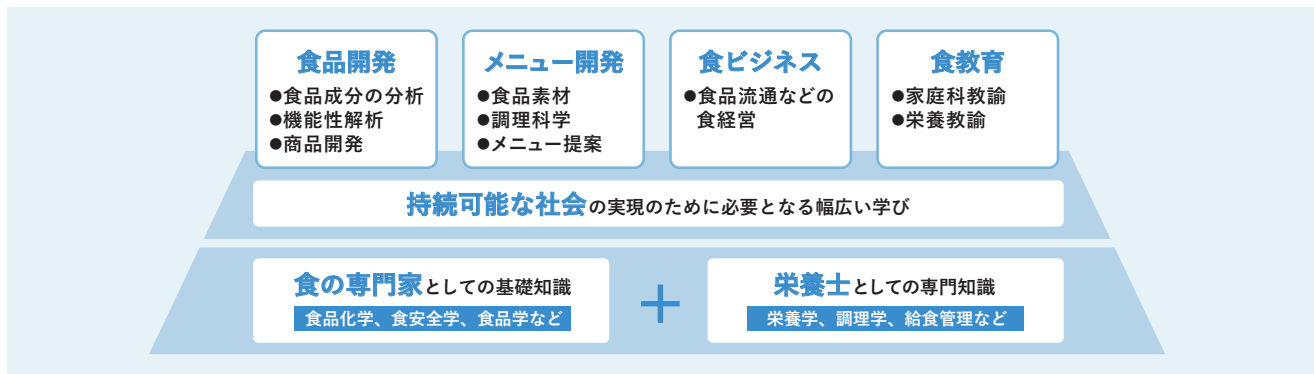 食品開発
●食品成分の分析
●機能性解析
●商品開発
メニュー開発
●食品素材
●調理科学
●メニュー提案
食ビジネス
●食品流通などの
食経営
食教育
●家庭科教諭
●栄養教諭
持続可能な社会の実現のために必要となる幅広い学び
食の専門家としての基礎知識
食品化学、食安全学、食品学など
＋
栄養士としての専門知識
栄養学、調理学、給食管理など